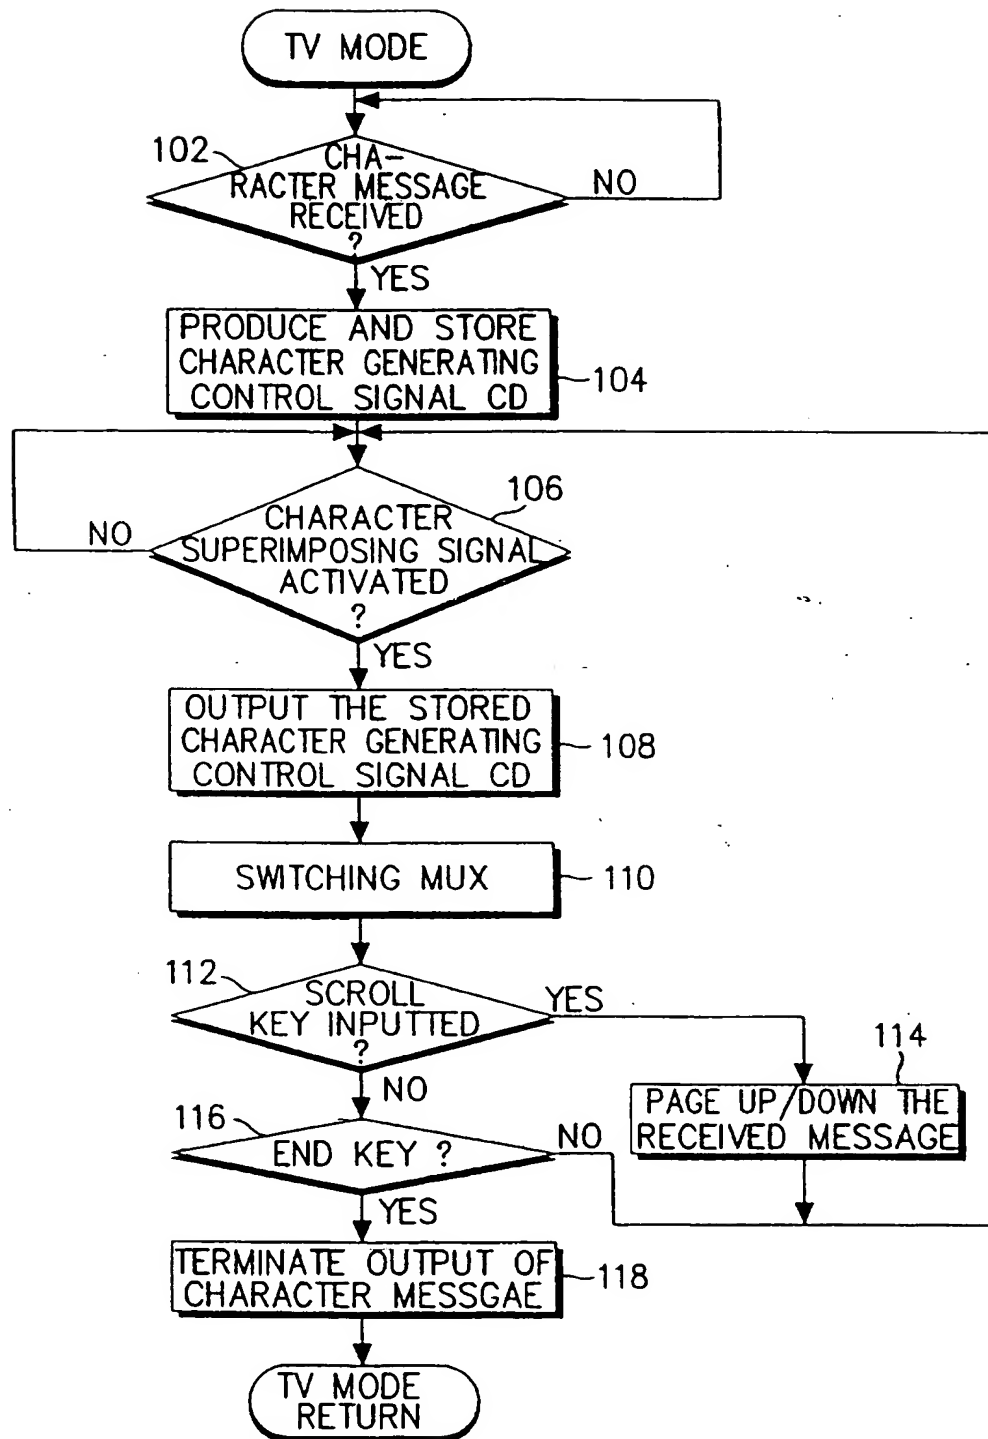 TV MODE
102
CHA-
RACTER MESSAGE
RECEIVED
?
NO
YES
PRODUCE AND STORE
CHARACTER GENERATING
CONTROL SIGNAL CD
104
106
CHARACTER
SUPERIMPOSING SIGNAL
ACTIVATED
?
NO
YES
OUTPUT THE STORED
CHARACTER GENERATING
CONTROL SIGNAL CD
108
SWITCHING MUX
110
112
SCROLL
KEY INPUTTED
?
YES
NO
114
PAGE UP/DOWN THE
RECEIVED MESSAGE
116
END KEY ?
NO
YES
TERMINATE OUTPUT OF
CHARACTER MESSGAE
118
TV MODE
RETURN